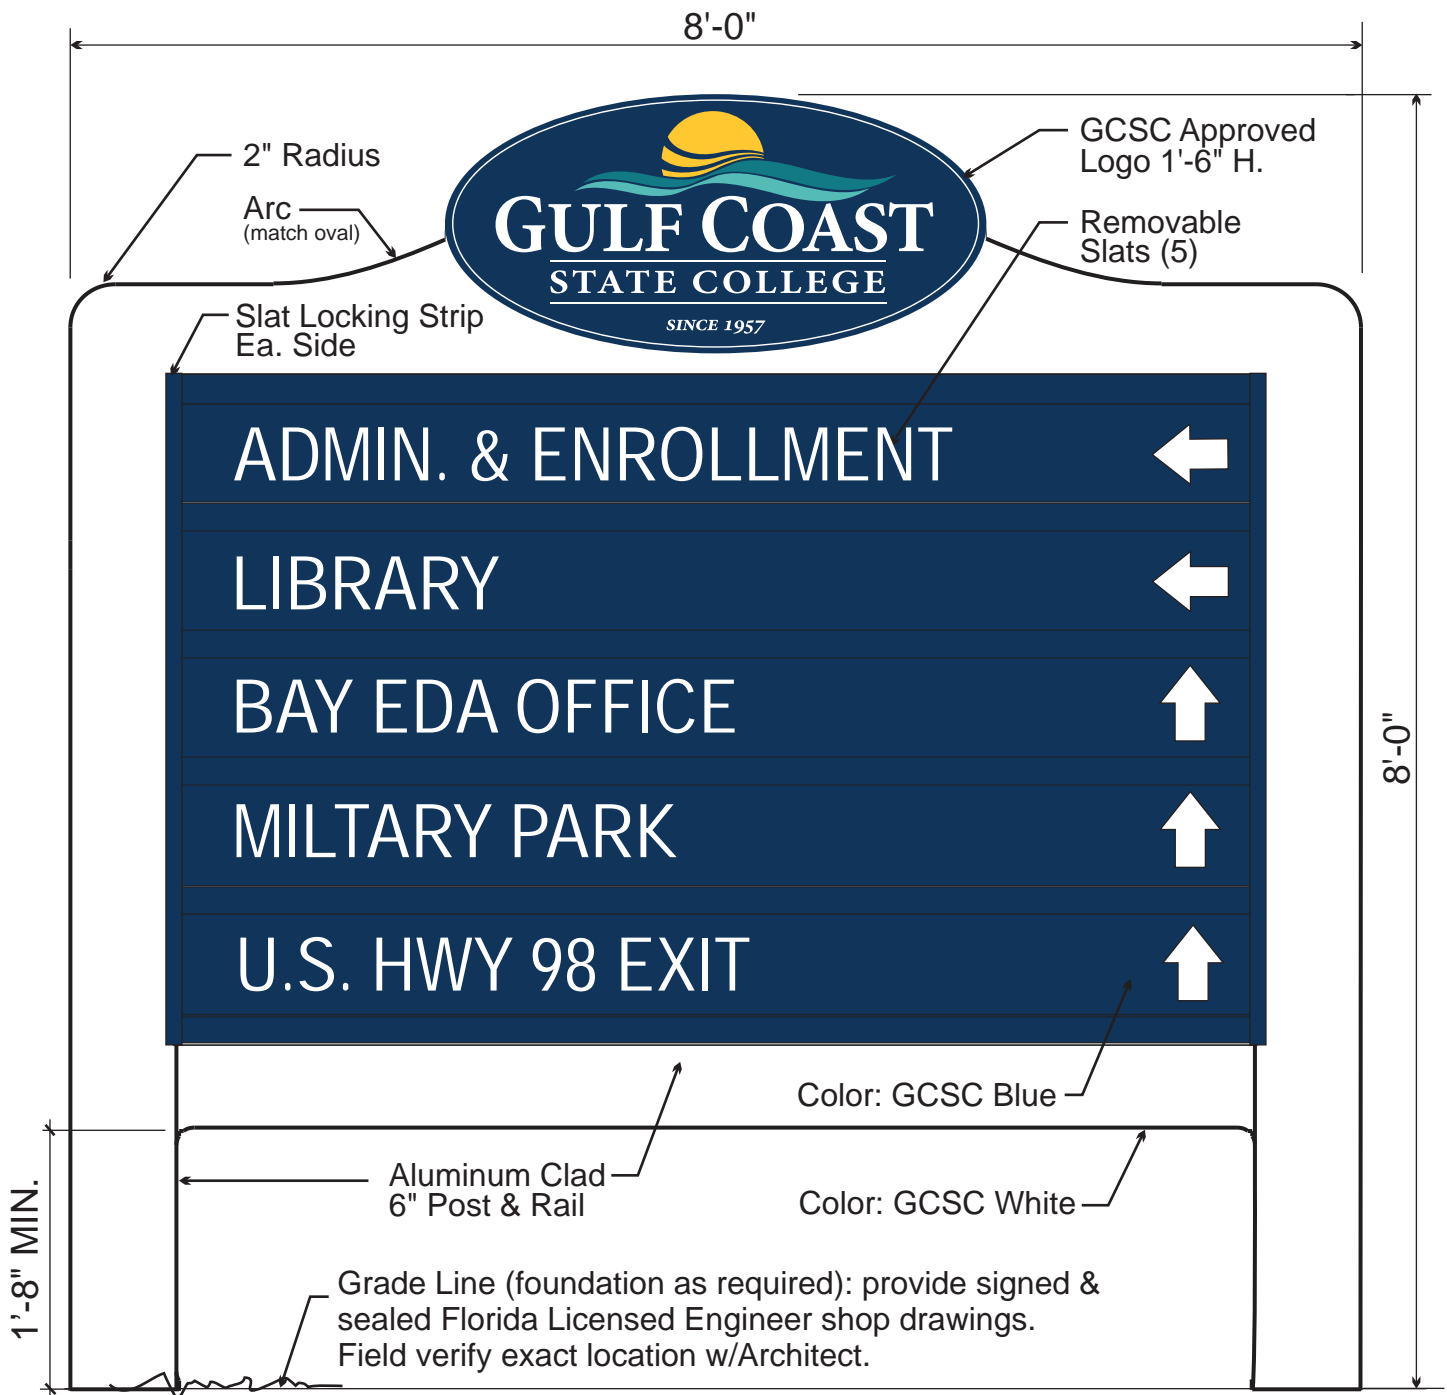 8'-0"
2" Radius
Arc
(match oval)
GULF COAST
STATE COLLEGE
SINCE 1957
GCSC Approved
Logo 1'-6" H.
Removable
Slats (5)
Slat Locking Strip
Ea. Side
ADMIN. & ENROLLMENT
LIBRARY
BAY EDA OFFICE
MILTARY PARK
U.S. HWY 98 EXIT
8'-0"
Color: GCSC Blue
Aluminum Clad
6" Post & Rail
Color: GCSC White
1'-8" MIN.
Grade Line (foundation as required): provide signed &
sealed Florida Licensed Engineer shop drawings.
Field verify exact location w/Architect.